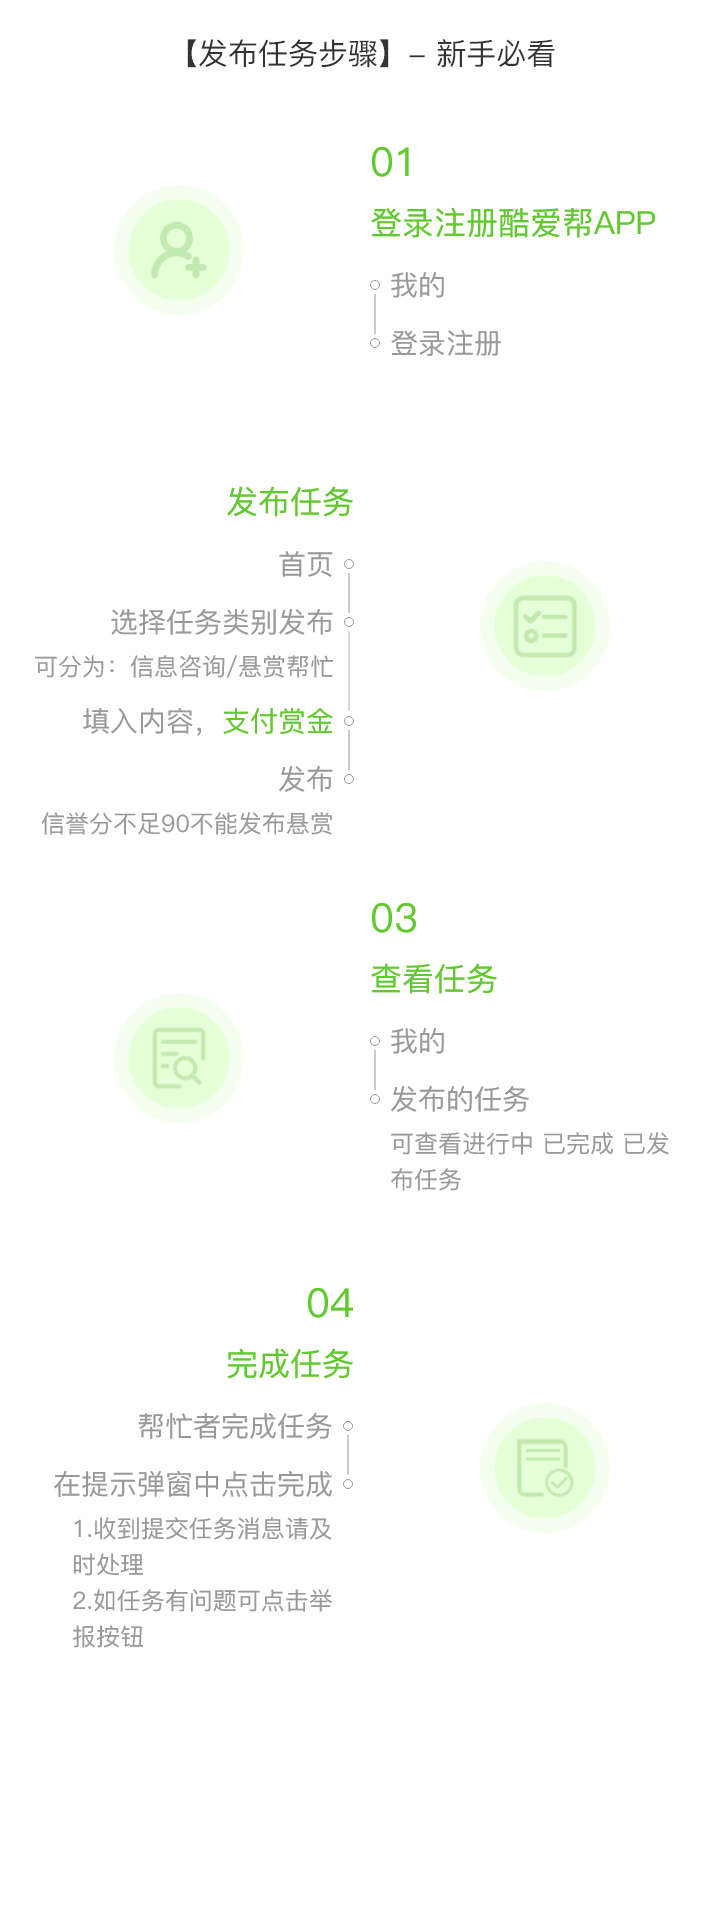 【发布任务步骤】- 新手必看
01
登录注册酷爱帮APP
我的
登录注册
发布任务
首页
选择任务类别发布
可分为：信息咨询/悬赏帮忙
填入内容，支付赏金
发布
信誉分不足90不能发布悬赏
03
查看任务
我的
发布的任务
可查看进行中 已完成 已发
布任务
04
完成任务
帮忙者完成任务
在提示弹窗中点击完成
1.收到提交任务消息请及
时处理
2.如任务有问题可点击举
报按钮